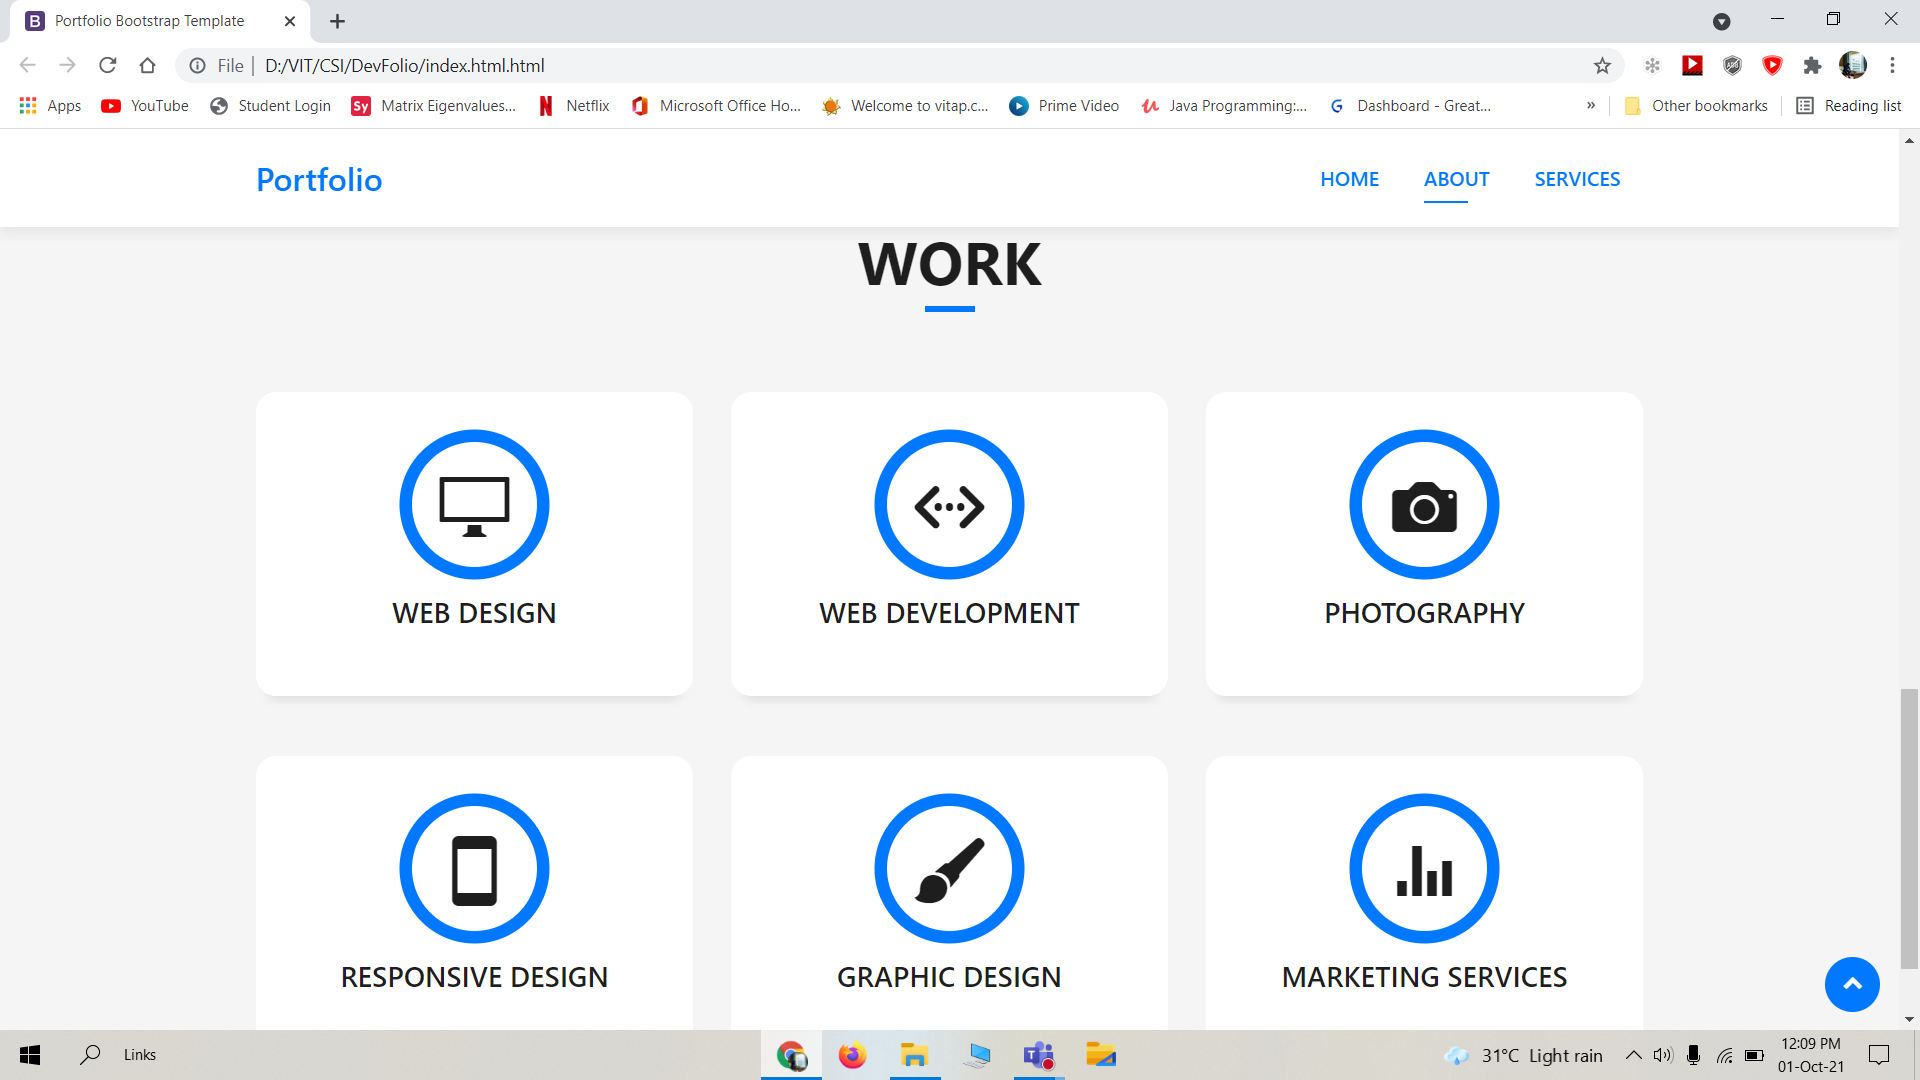 Portfolio Bootstrap Template
File | D:/VIT/CSI/DevFolio/index.html.html
Apps YouTube Student Login Sy Matrix Eigenvalues... Netflix Microsoft Office Ho... Welcome to vitap.c... Prime Video Java Programming:... Dashboard - Great... » Other bookmarks Reading list
Portfolio HOME ABOUT SERVICES
WORK
WEB DESIGN WEB DEVELOPMENT PHOTOGRAPHY
RESPONSIVE DESIGN GRAPHIC DESIGN MARKETING SERVICES
Links 31°C Light rain 12:09 PM
01-Oct-21